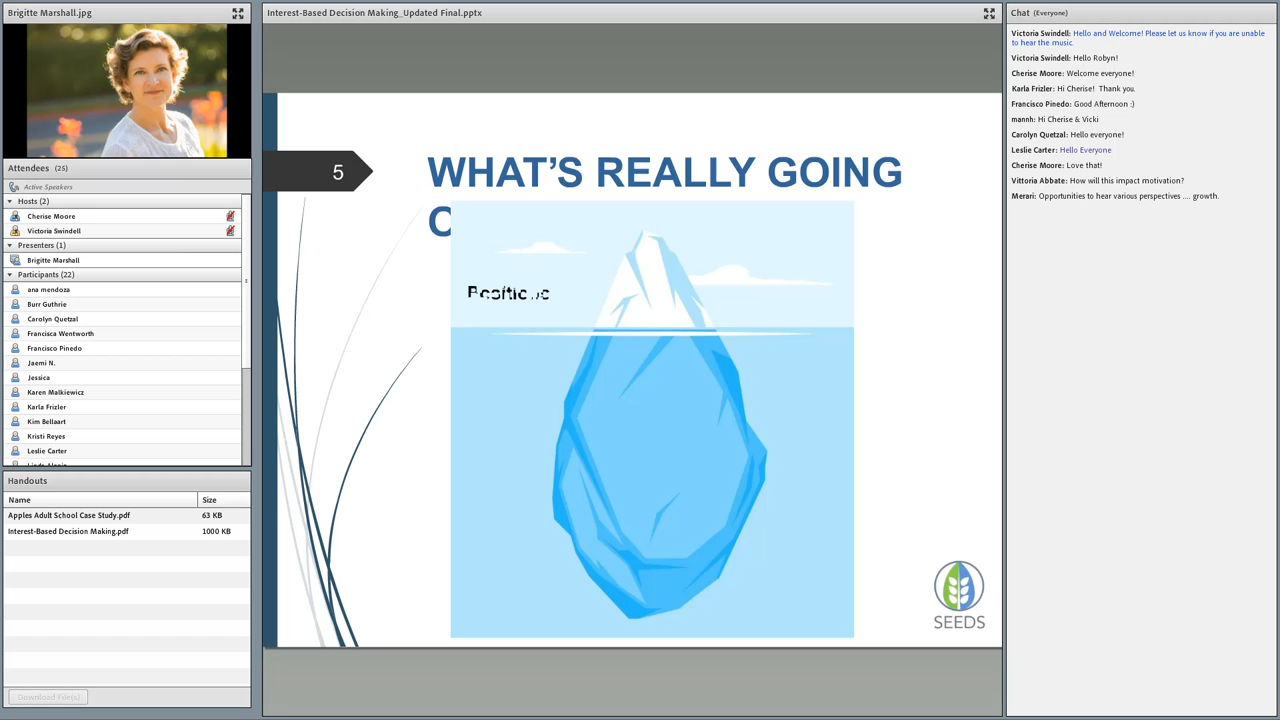 Brigitte Marshall.jpg
Attendees (25)
Active Speakers
Hosts (2)
Cherise Moore
Victoria Swindell
Presenters (1)
Brigitte Marshall
Participants (22)
ana mendoza
Burr Guthrie
Carolyn Quetzal
Francisca Wentworth
Francisco Pinedo
Jaemi N.
Jessica
Karen Malkiewicz
Karla Frizler
Kim Bellaart
Kristi Reyes
Leslie Carter
Handouts
Name Size
Apples Adult School Case Study.pdf 63 KB
Interest-Based Decision Making.pdf 1000 KB
Download File(s)
Interest-Based Decision Making_Updated Final.pptx
5
WHAT'S REALLY GOING
SEEDS
Chat (Everyone)
Victoria Swindell: Hello and Welcome! Please let us know if you are unable
to hear the music.
Victoria Swindell: Hello Robyn!
Cherise Moore: Welcome everyone!
Karla Frizler: Hi Cherise! Thank you.
Francisco Pinedo: Good Afternoon :)
mannh: Hi Cherise & Vicki
Carolyn Quetzal: Hello everyone!
Leslie Carter: Hello Everyone
Cherise Moore: Love that!
Vittoria Abbate: How will this impact motivation?
Merari: Opportunities to hear various perspectives .... growth.